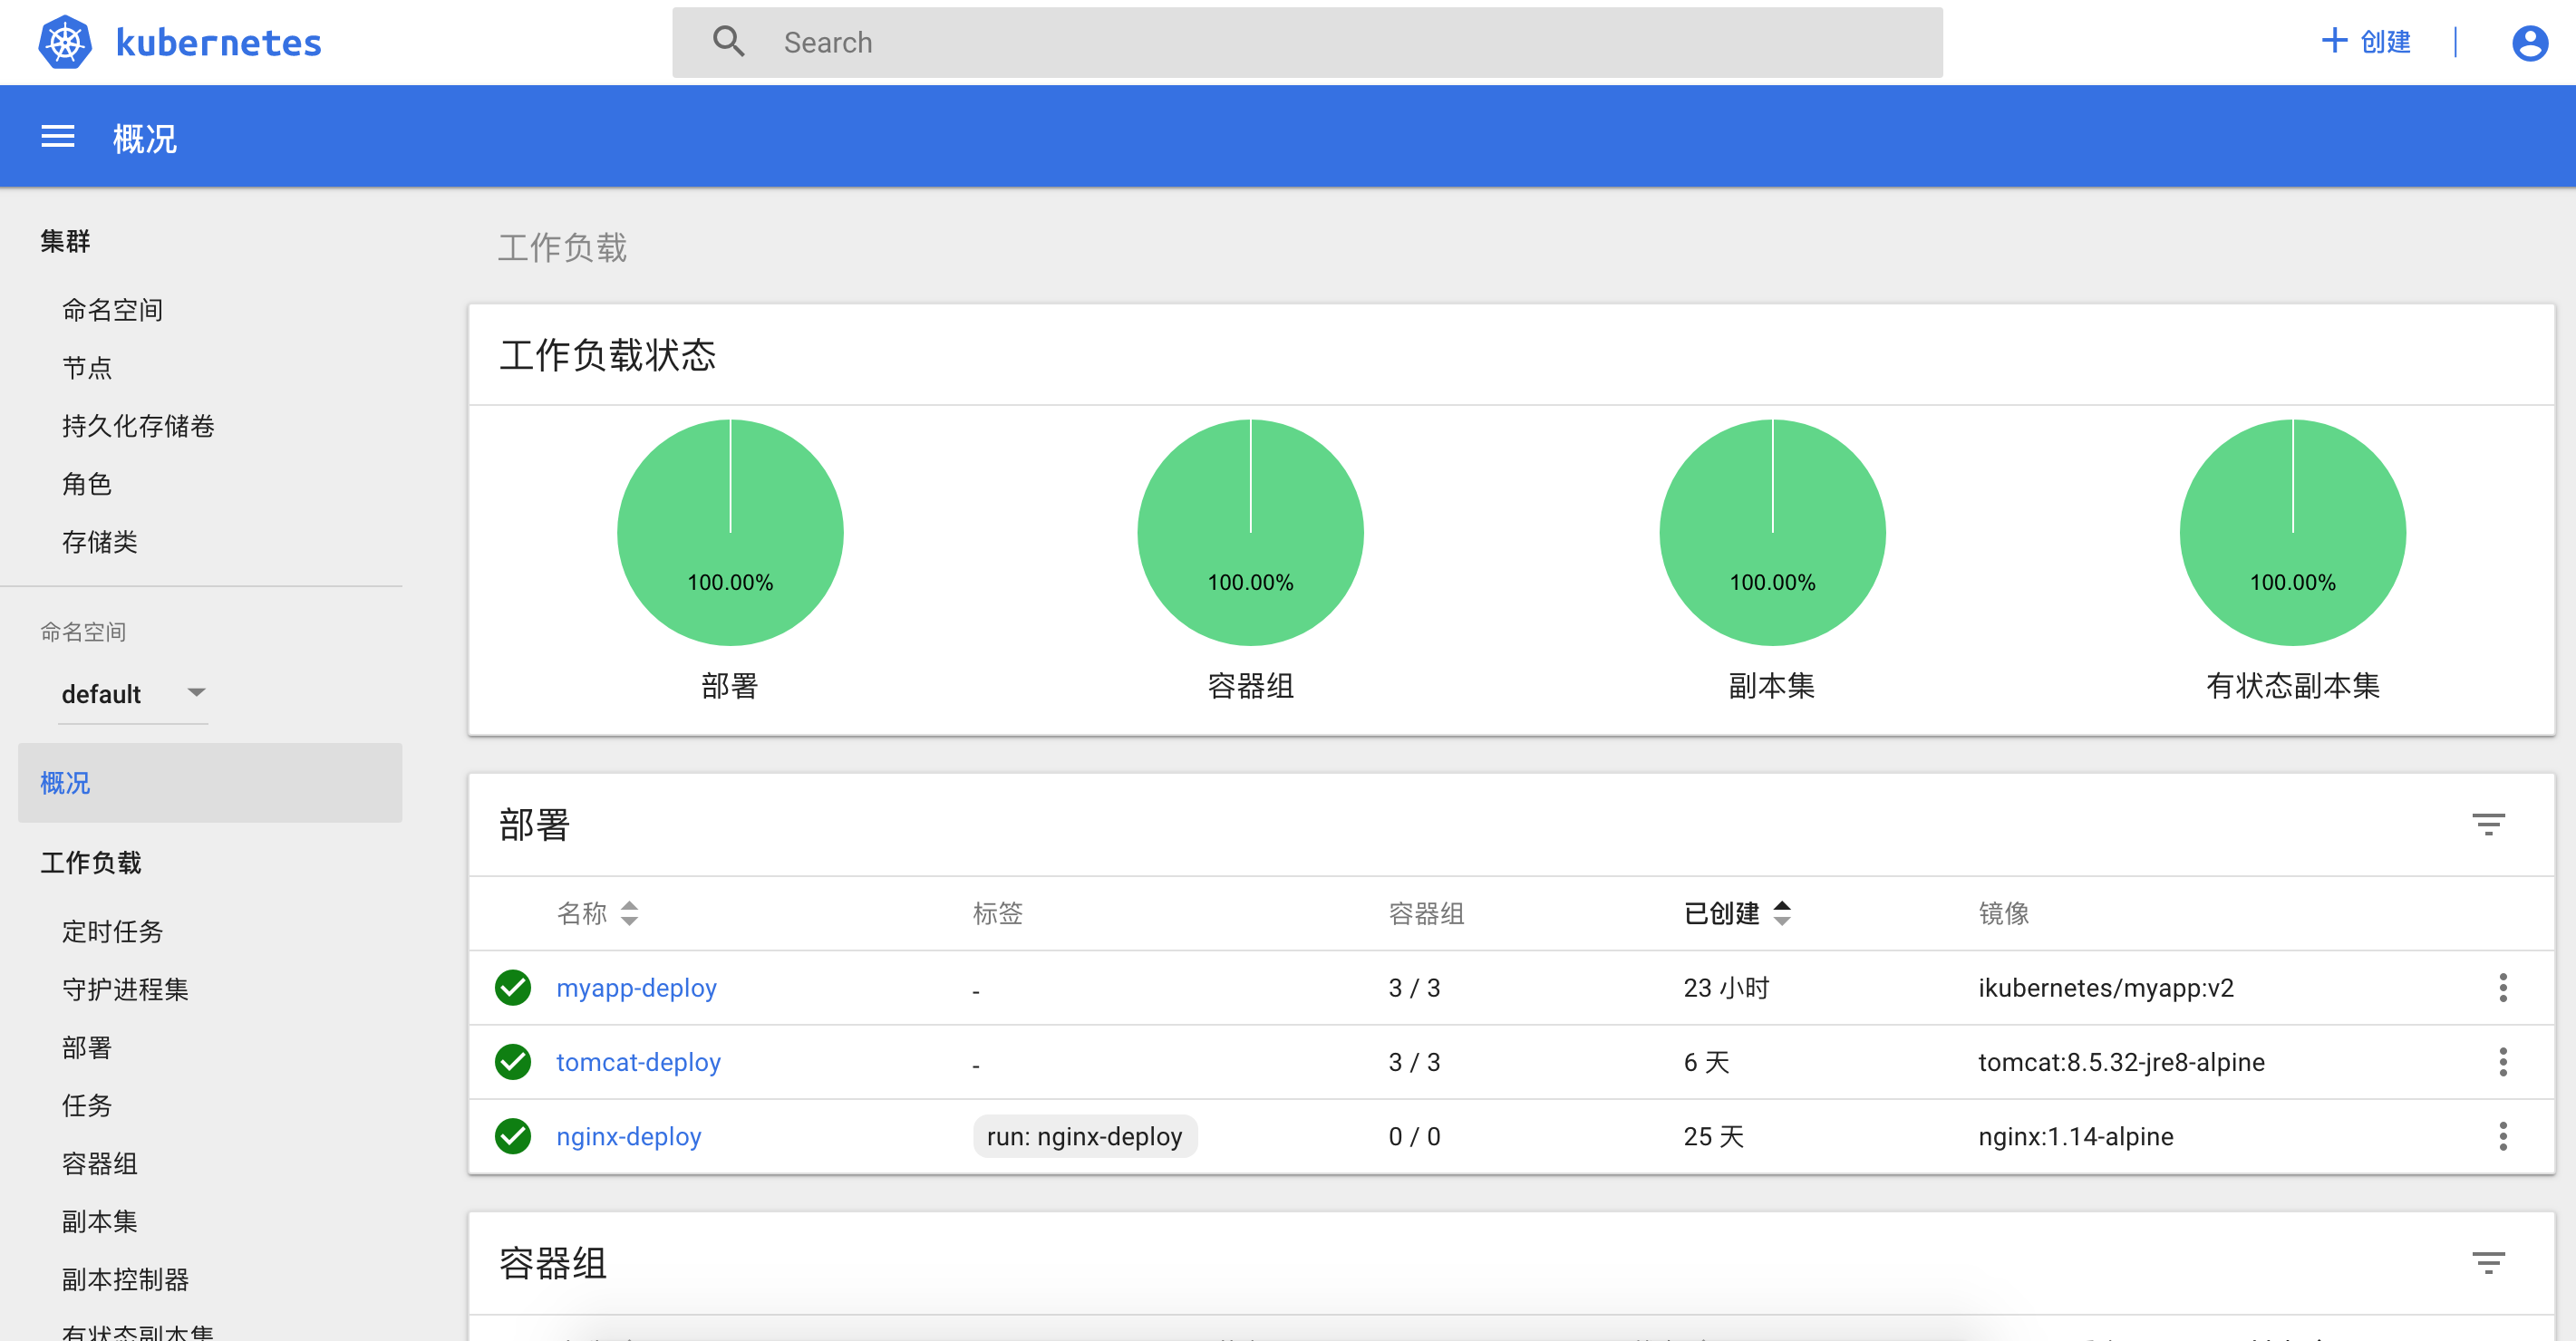 kubernetes
Search
创建
概况
集群
命名空间
节点
持久化存储卷
角色
存储类
命名空间
default
概况
工作负载
定时任务
守护进程集
部署
任务
容器组
副本集
副本控制器
有状态副本集
工作负载
工作负载状态
100.00% 100.00% 100.00% 100.00%
部署 容器组 副本集 有状态副本集
部署
名称 标签 容器组 已创建 镜像
myapp-deploy - 3 / 3 23 小时 ikubernetes/myapp:v2
tomcat-deploy - 3 / 3 6 天 tomcat:8.5.32-jre8-alpine
nginx-deploy run: nginx-deploy 0 / 0 25 天 nginx:1.14-alpine
容器组